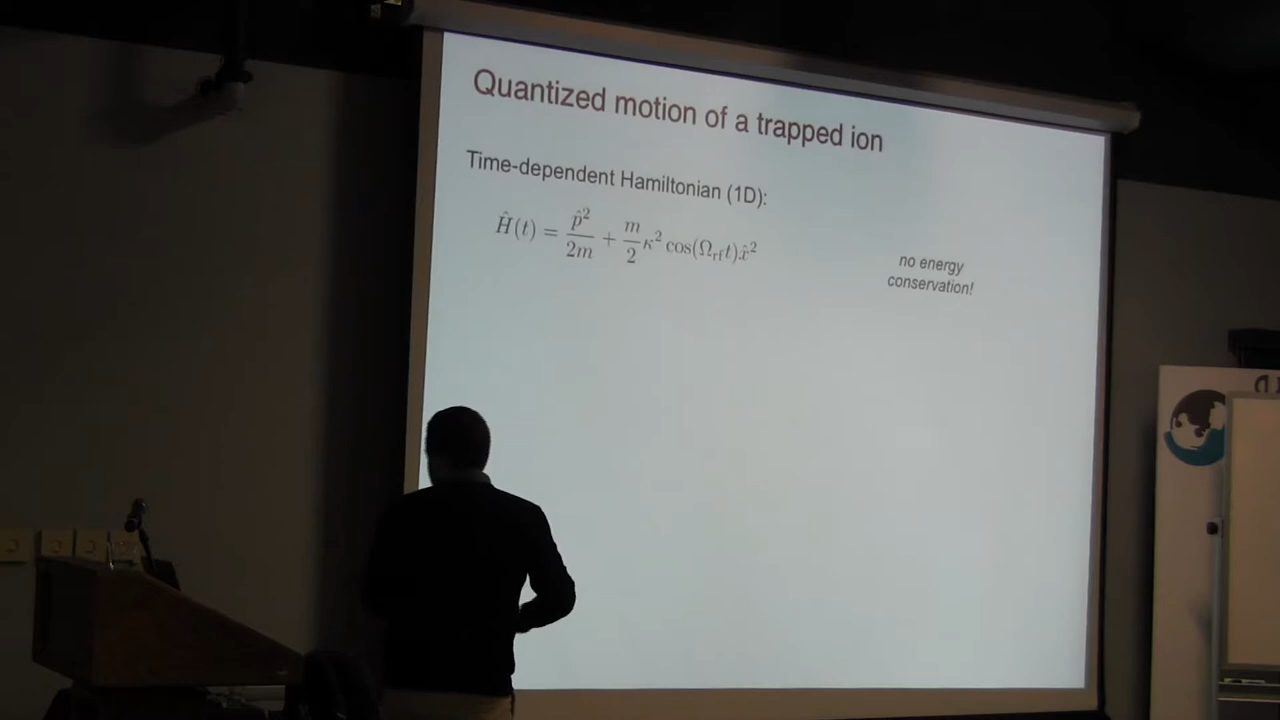 Quantized motion of a trapped ion
Time-dependent Hamiltonian (1D):
Ĥ(t) = p̂²/2m + m/2 κ² cos(Ω_rf t)x̂²
no energy
conservation!